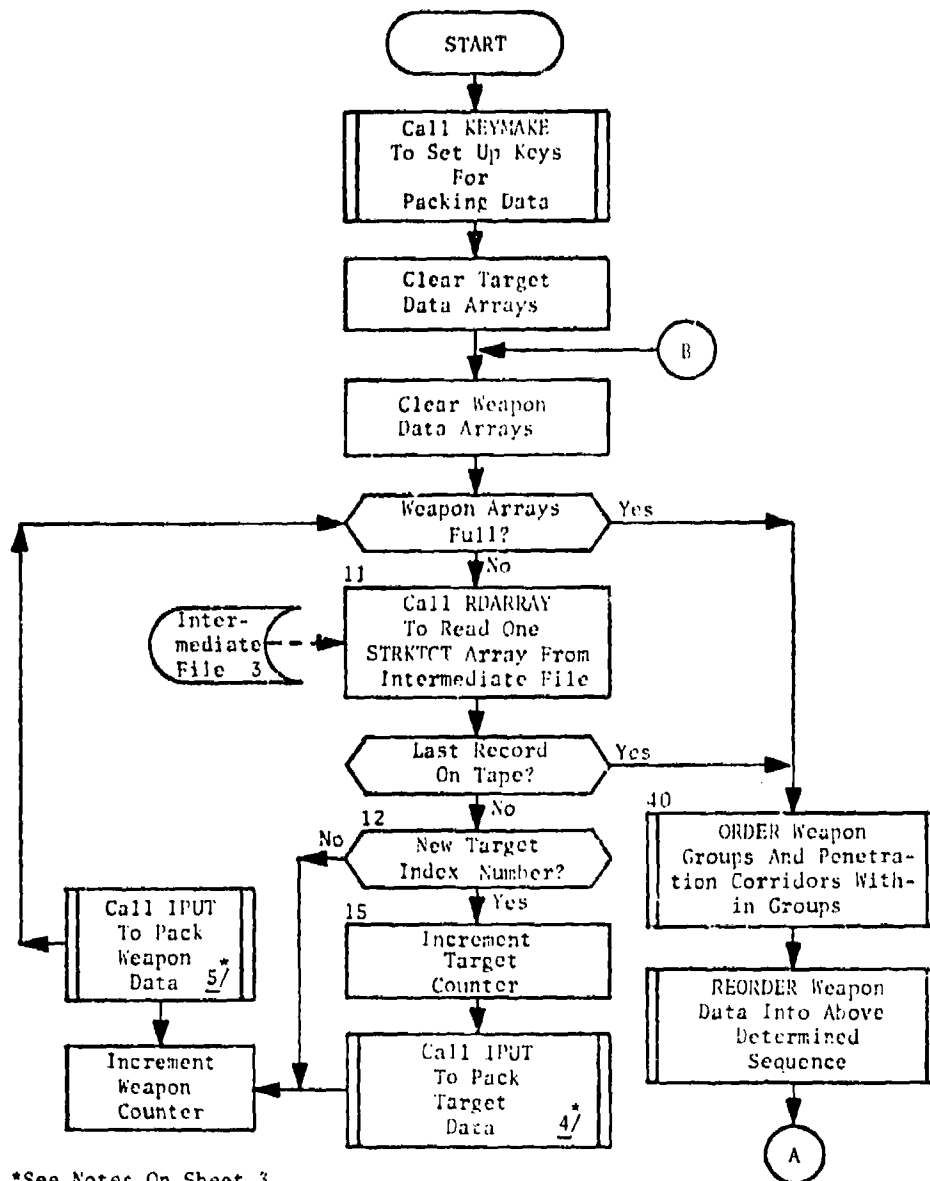 START
Call KEYMAKE
To Set Up Keys
For
Packing Data
Clear Target
Data Arrays
B
Clear Weapon
Data Arrays
Weapon Arrays
Full?
Yes
No
11
Call RDARRAY
To Read One
STRKTCT Array From
Intermediate File
Inter-
mediate
File 3
Last Record
On Tape?
Yes
No
12
New Target
Index Number?
No
Yes
15
Increment
Target
Counter
Call IPUT
To Pack
Target
Data 4/*
Call IPUT
To Pack
Weapon
Data 5/*
Increment
Weapon
Counter
40
ORDER Weapon
Groups And Penetra-
tion Corridors With-
in Groups
REORDER Weapon
Data Into Above
Determined
Sequence
A
*See Notes On Sheet 3